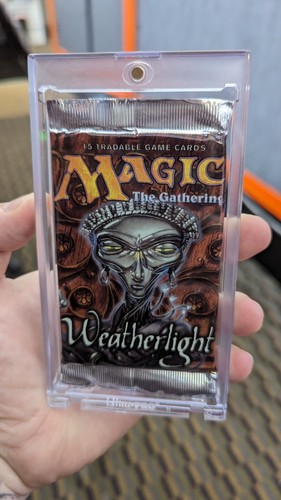 15 TRADABLE GAME CARDS
MAGIC
The Gathering
Weatherlight